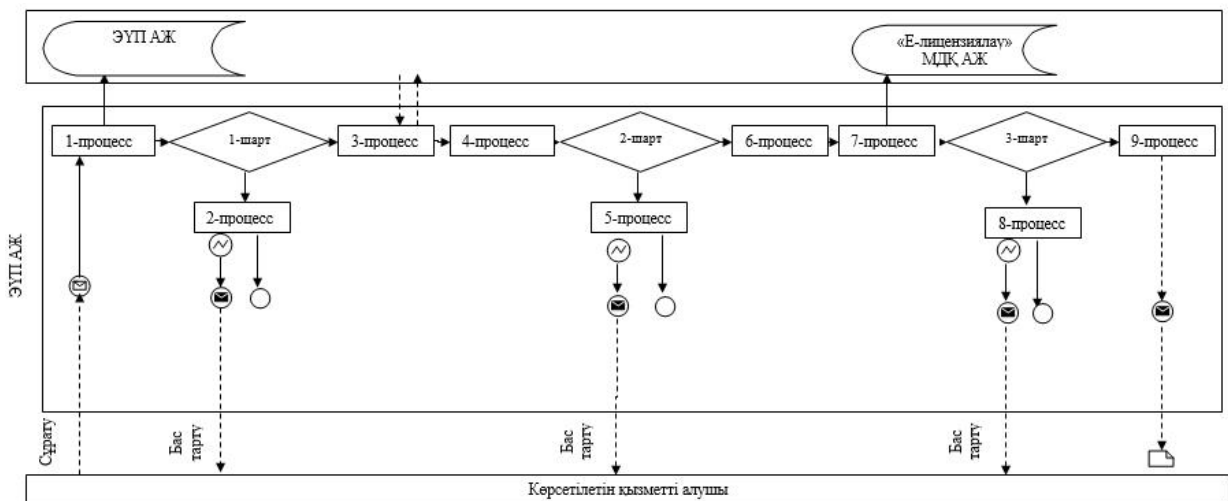 ЭҮП АЖ
«Е-лицензиялау»
МДҚ АЖ
1-процесс
1-шарт
3-процесс
4-процесс
2-шарт
6-процесс
7-процесс
3-шарт
9-процесс
2-процесс
5-процесс
8-процесс
ЭҮП АЖ
Сұрату
Бас
тарту
Бас
тарту
Бас
тарту
Көрсетілетін қызметті алушы